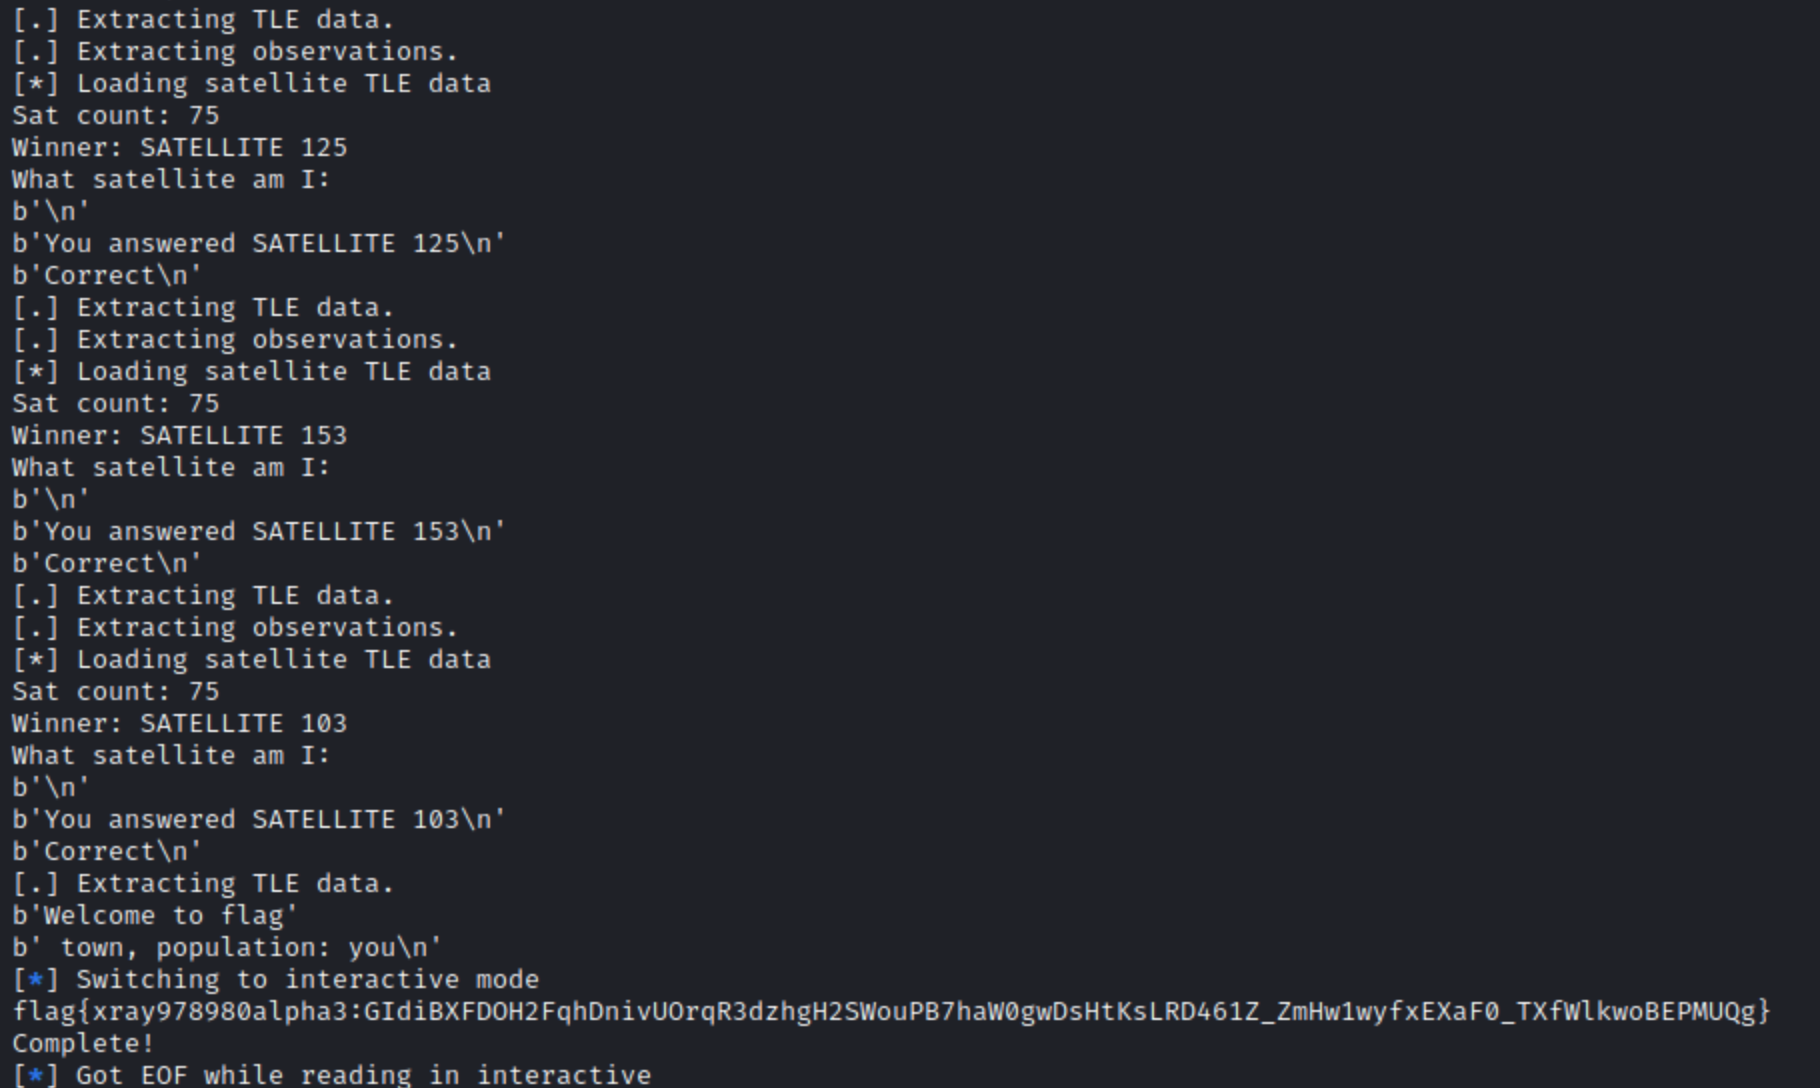 [.] Extracting TLE data.
[.] Extracting observations.
[*] Loading satellite TLE data
Sat count: 75
Winner: SATELLITE 125
What satellite am I:
b'\n'
b'You answered SATELLITE 125\n'
b'Correct\n'
[.] Extracting TLE data.
[.] Extracting observations.
[*] Loading satellite TLE data
Sat count: 75
Winner: SATELLITE 153
What satellite am I:
b'\n'
b'You answered SATELLITE 153\n'
b'Correct\n'
[.] Extracting TLE data.
[.] Extracting observations.
[*] Loading satellite TLE data
Sat count: 75
Winner: SATELLITE 103
What satellite am I:
b'\n'
b'You answered SATELLITE 103\n'
b'Correct\n'
[.] Extracting TLE data.
b'Welcome to flag'
b' town, population: you\n'
[*] Switching to interactive mode
flag{xray978980alpha3:GIdiBXFDOH2FqhDnivUOrqR3dzhgH2SWouPB7haW0gwDsHtKsLRD461Z_ZmHw1wyfxEXaF0_TXfWlkwoBEPMUQg}
Complete!
[*] Got EOF while reading in interactive